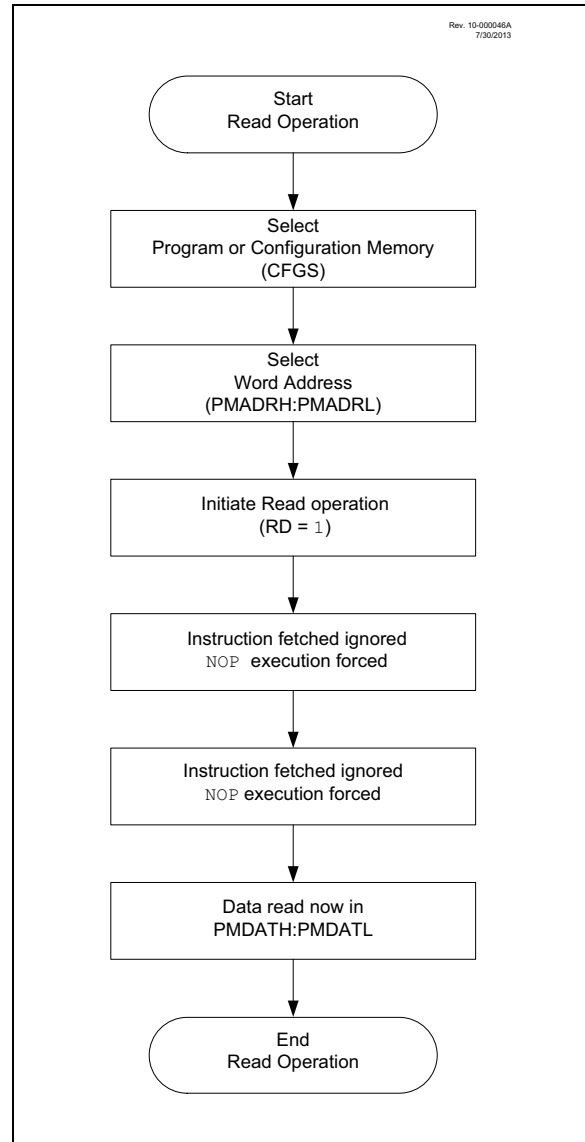 Rev. 10-000046A
7/30/2013
Start
Read Operation
Select
Program or Configuration Memory
(CFGS)
Select
Word Address
(PMADRH:PMADRL)
Initiate Read operation
(RD = 1)
Instruction fetched ignored
NOP execution forced
Instruction fetched ignored
NOP execution forced
Data read now in
PMDATH:PMDATL
End
Read Operation